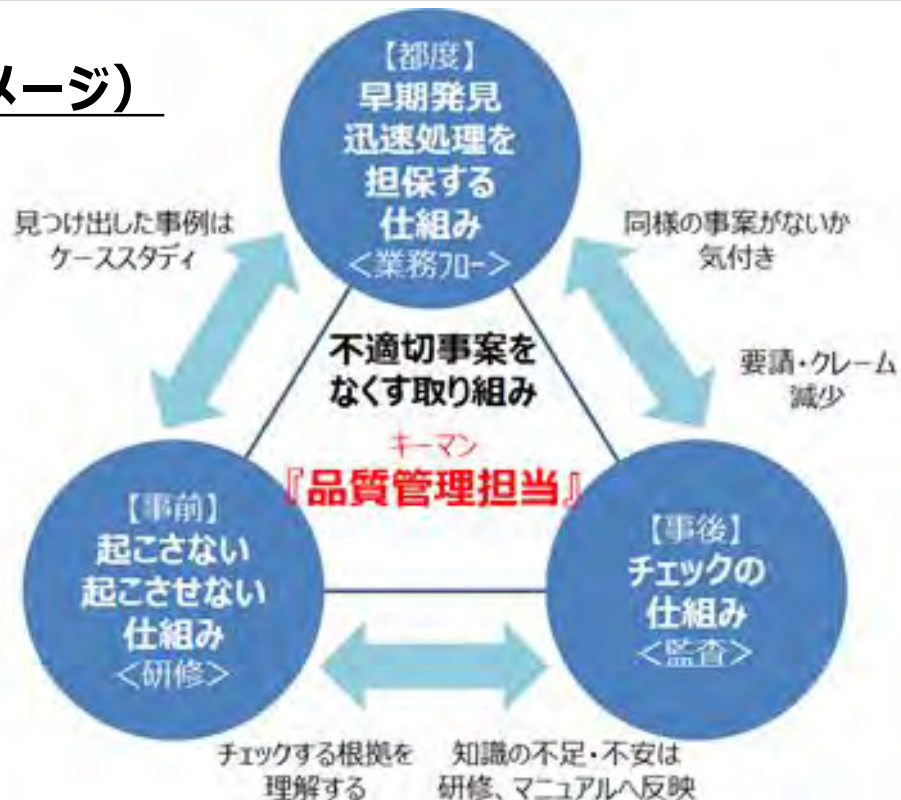 メージ）
【都度】
早期発見
迅速処理を
担保する
仕組み
＜業務フロー＞
見つけ出した事例は
ケーススタディ
同様の事案がないか
気付き
要請・クレーム
減少
不適切事案を
なくす取り組み
キーマン
『品質管理担当』
【事前】
起こさない
起こさせない
仕組み
＜研修＞
【事後】
チェックの
仕組み
＜監査＞
チェックする根拠を
理解する
知識の不足・不安は
研修、マニュアルへ反映